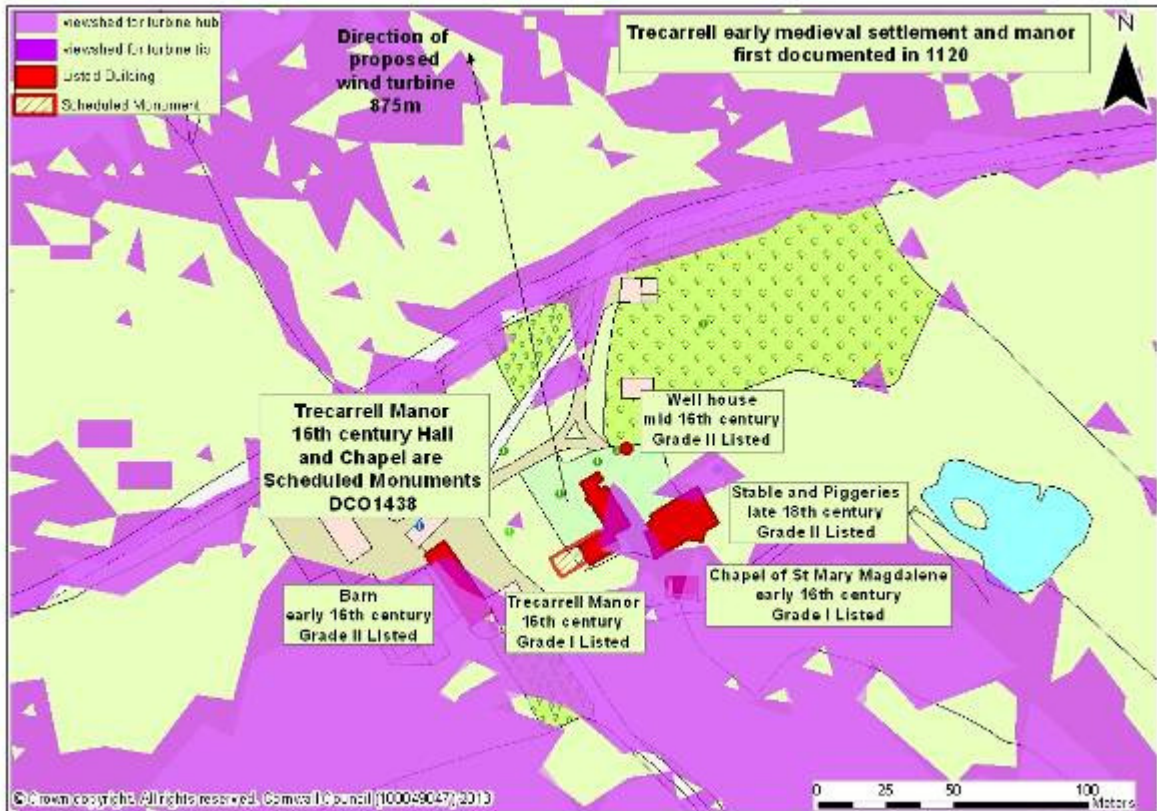 viewshed for turbine hub
viewshed for turbine tip
Listed Building
Scheduled Monument
Direction of
proposed
wind turbine
875m
Trecarrell early medieval settlement and manor
first documented in 1120
N
Trecarrell Manor
16th century Hall
and Chapel are
Scheduled Monuments
DCO1438
Well house
mid 16th century
Grade II Listed
Stable and Piggeries
late 18th century
Grade II Listed
Chapel of St Mary Magdalene
early 16th century
Grade I Listed
Barn
early 16th century
Grade II Listed
Trecarrell Manor
16th century
Grade I Listed
© Crown copyright. All rights reserved. Cornwall Council (100049047) 2013
0 25 50 100
Meters